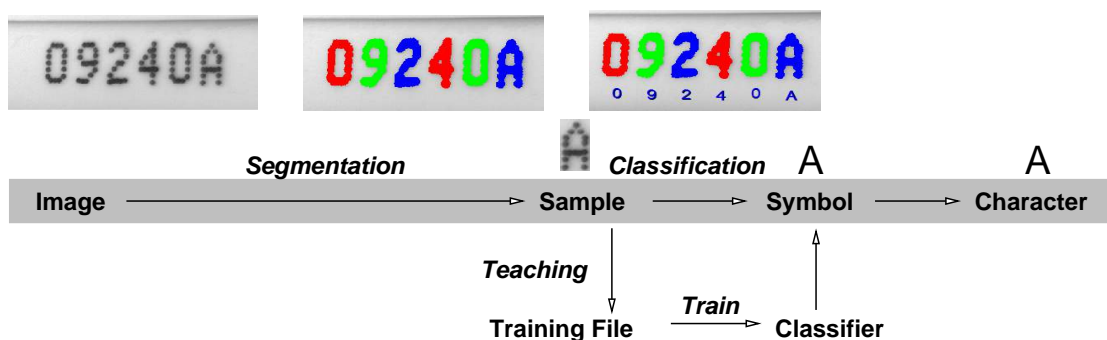 09240A 09240A 09240A
0 9 2 4 0 A
A
Segmentation Classification A A
Image Sample Symbol Character
Teaching
Train
Training File Classifier